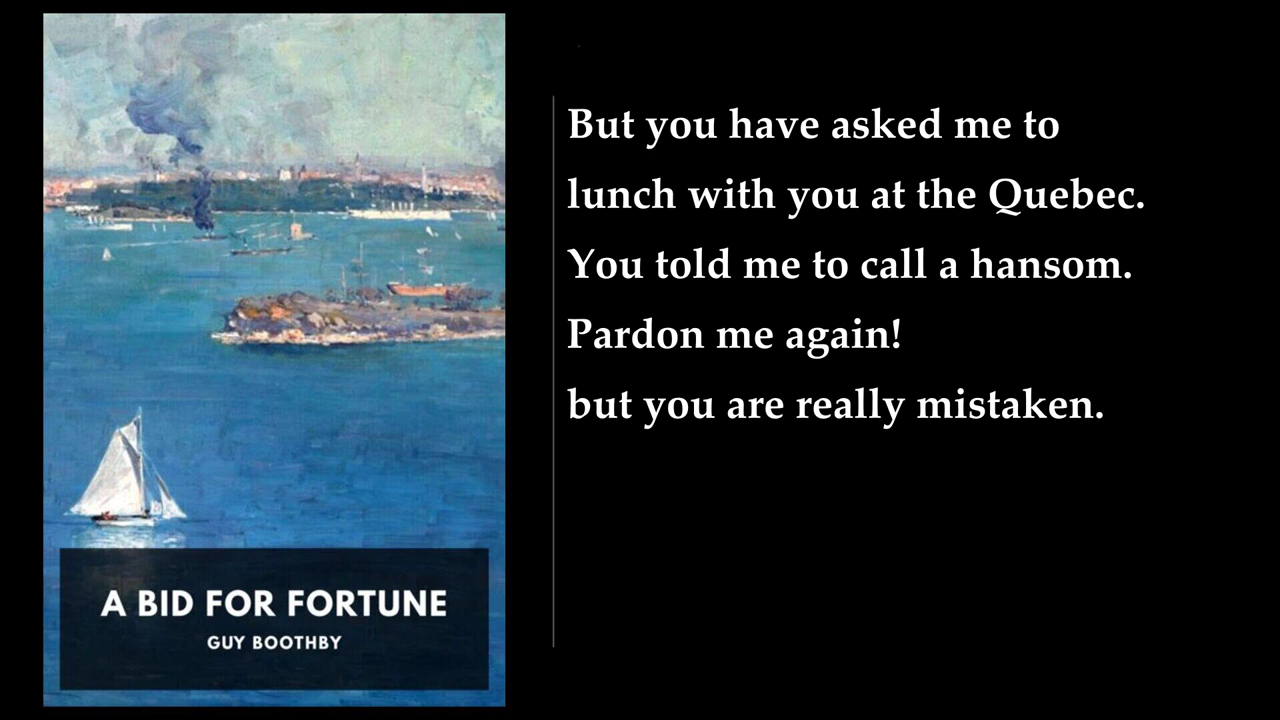 But you have asked me to
lunch with you at the Quebec.
You told me to call a hansom.
Pardon me again!
but you are really mistaken.
A BID FOR FORTUNE
GUY BOOTHBY